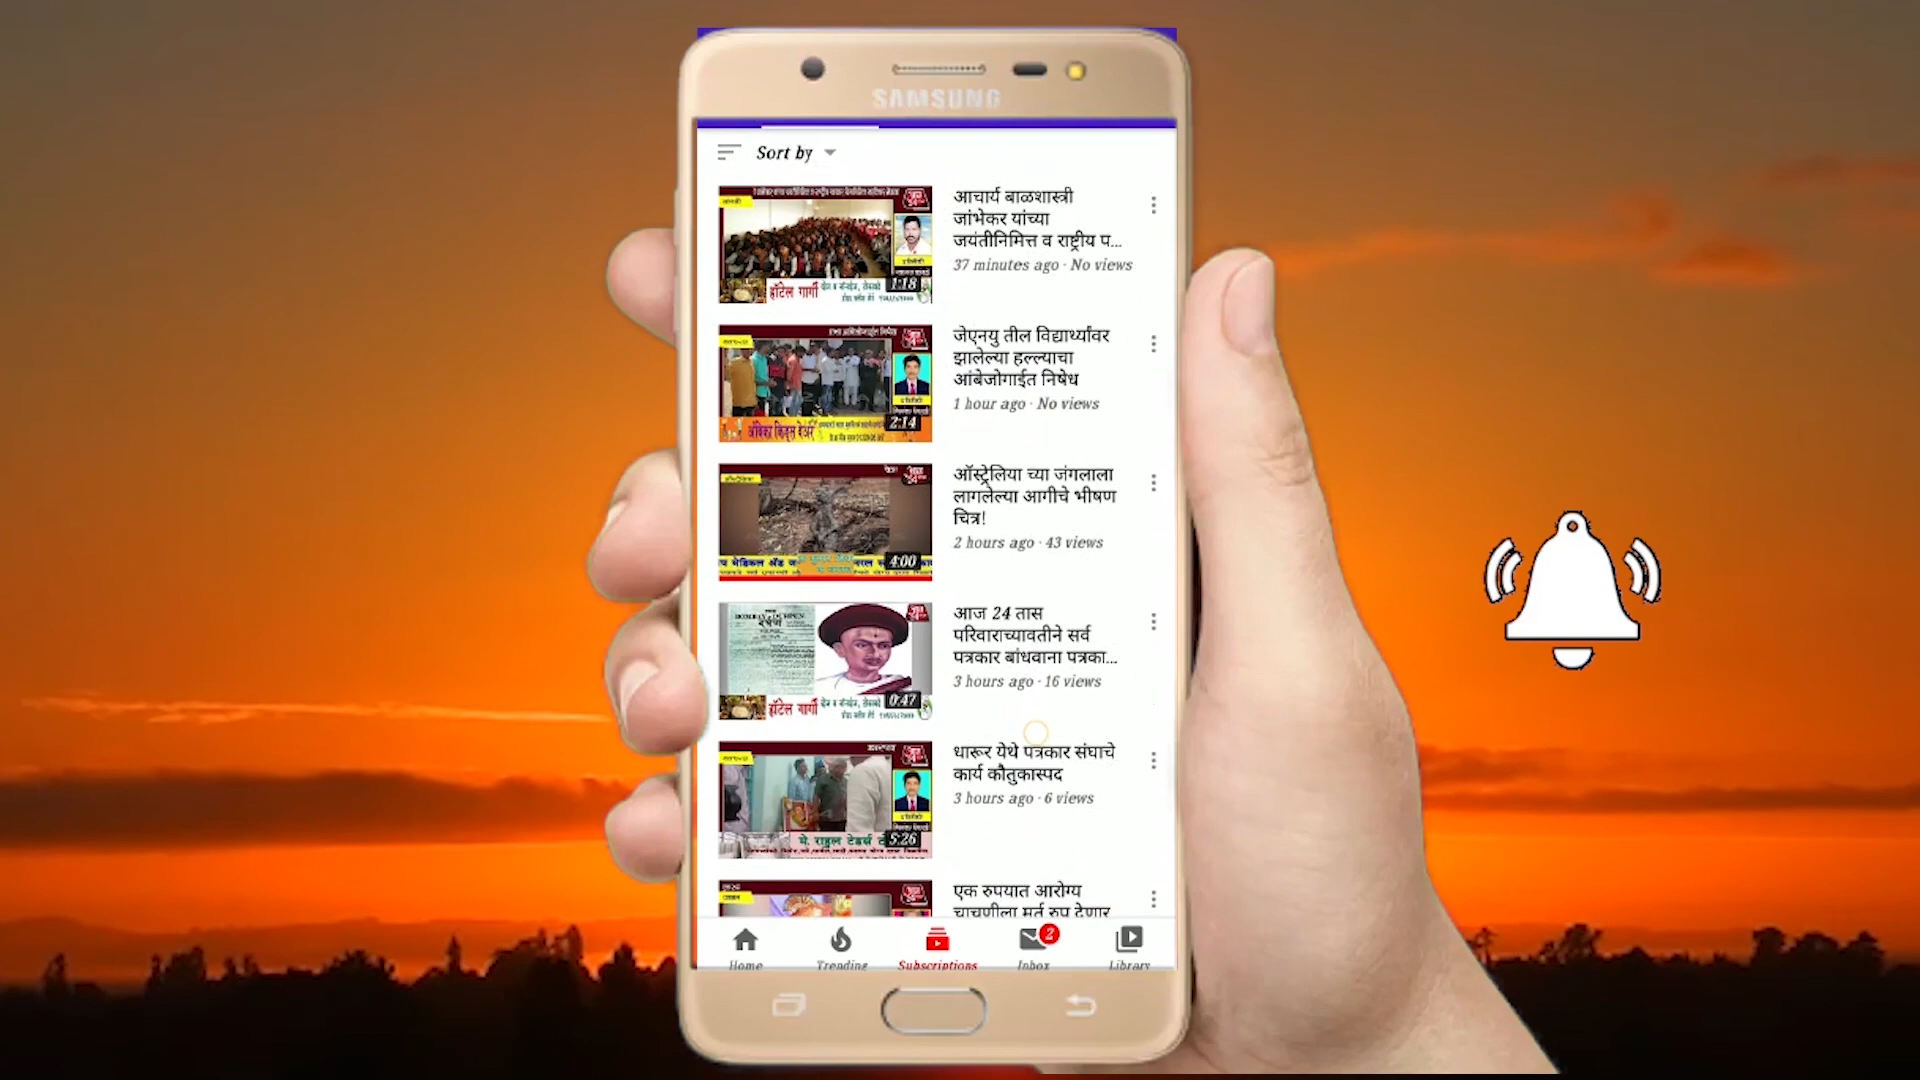 SAMSUNG
Sort by
आचार्य बाळशास्त्री
जांभेकर यांच्या
जयंतीनिमित्त व राष्ट्रीय प...
37 minutes ago · No views
हॉटेल गार्गी
1:18
जेएनयु तील विद्यार्थ्यांवर
झालेल्या हल्ल्याचा
आंबेजोगाईत निषेध
1 hour ago · No views
अंबिका किड्स वेअर
2:14
ऑस्ट्रेलिया च्या जंगलाला
लागलेल्या आगीचे भीषण
चित्र!
2 hours ago · 43 views
4:00
आज 24 तास
परिवाराच्यावतीने सर्व
पत्रकार बांधवाना पत्रका...
3 hours ago · 16 views
हॉटेल गार्गी
0:47
धारूर येथे पत्रकार संघाचे
कार्य कौतुकास्पद
3 hours ago · 6 views
मे. राहुल टेडर्स
5:26
एक रुपयात आरोग्य
चाचणीला मूर्त रुप देणार
Home
Trending
Subscriptions
2
Inbox
Library